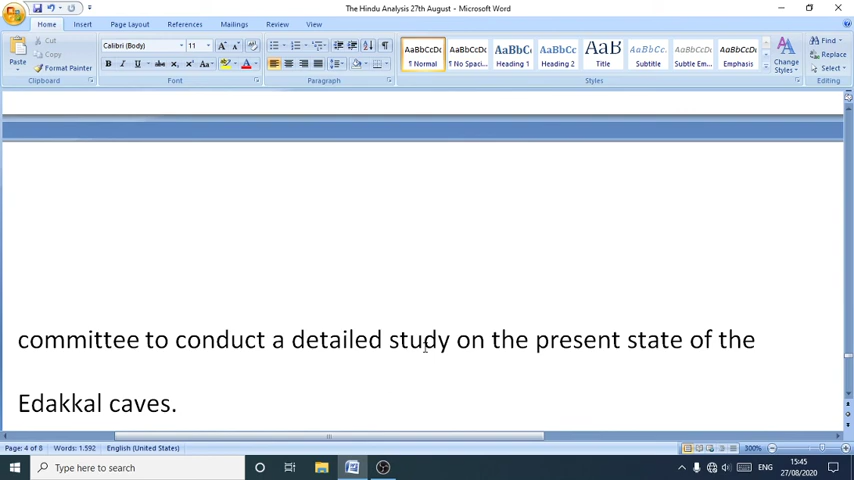 The Hindu Analysis 27th August - Microsoft Word
Home Insert Page Layout References Mailings Review View
Cut
Copy
Format Painter
Paste
Clipboard
Calibri (Body) 11
Font
Paragraph
AaBbCcDc AaBbCcDc AaBbCc AaBbCc AaB AaBbCcL AaBbCcDc AaBbCcDc
¶ Normal ¶ No Spaci... Heading 1 Heading 2 Title Subtitle Subtle Em... Emphasis
Change Styles
Styles
Find
Replace
Select
Editing
committee to conduct a detailed study on the present state of the
Edakkal caves.
Page: 4 of 8 Words: 1.592 English (United States) 300%
Type here to search
ENG
15:45
27/08/2020